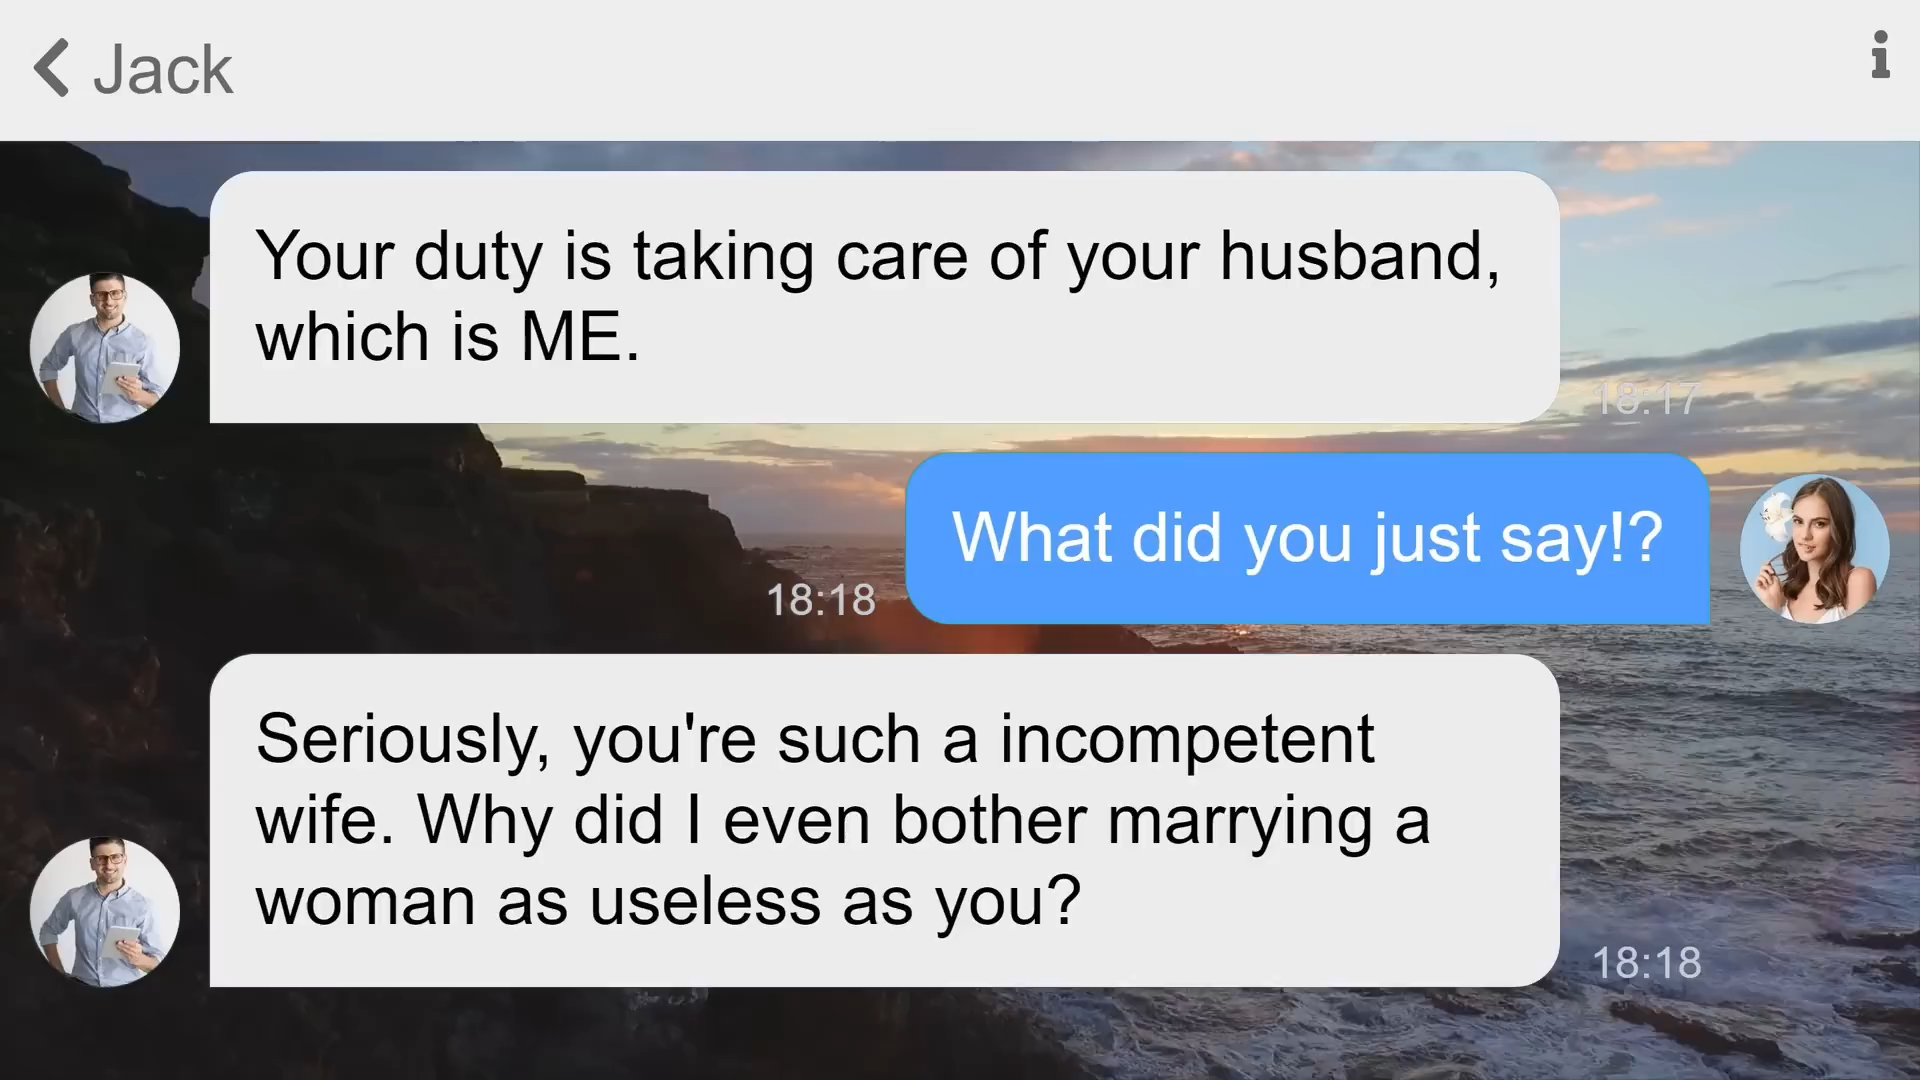 Jack
Your duty is taking care of your husband,
which is ME.
18:17
What did you just say!?
18:18
Seriously, you're such a incompetent
wife. Why did I even bother marrying a
woman as useless as you?
18:18